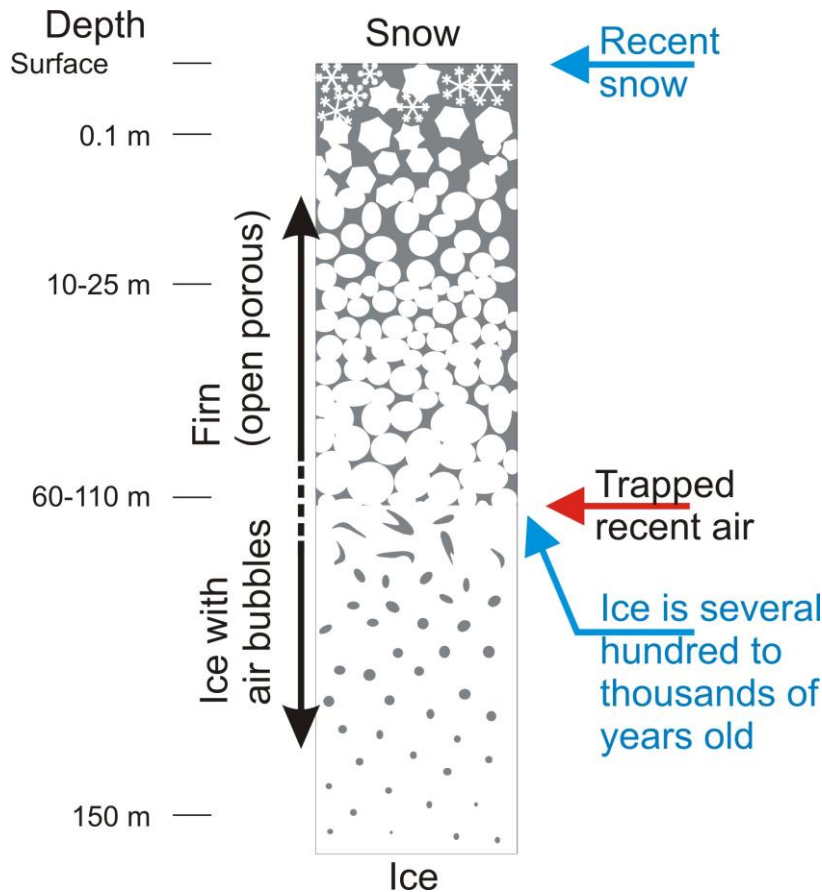 Depth
Snow
Surface
Recent
snow
0.1 m
10-25 m
Firn
(open porous)
60-110 m
Trapped
recent air
Ice with
air bubbles
Ice is several
hundred to
thousands of
years old
150 m
Ice